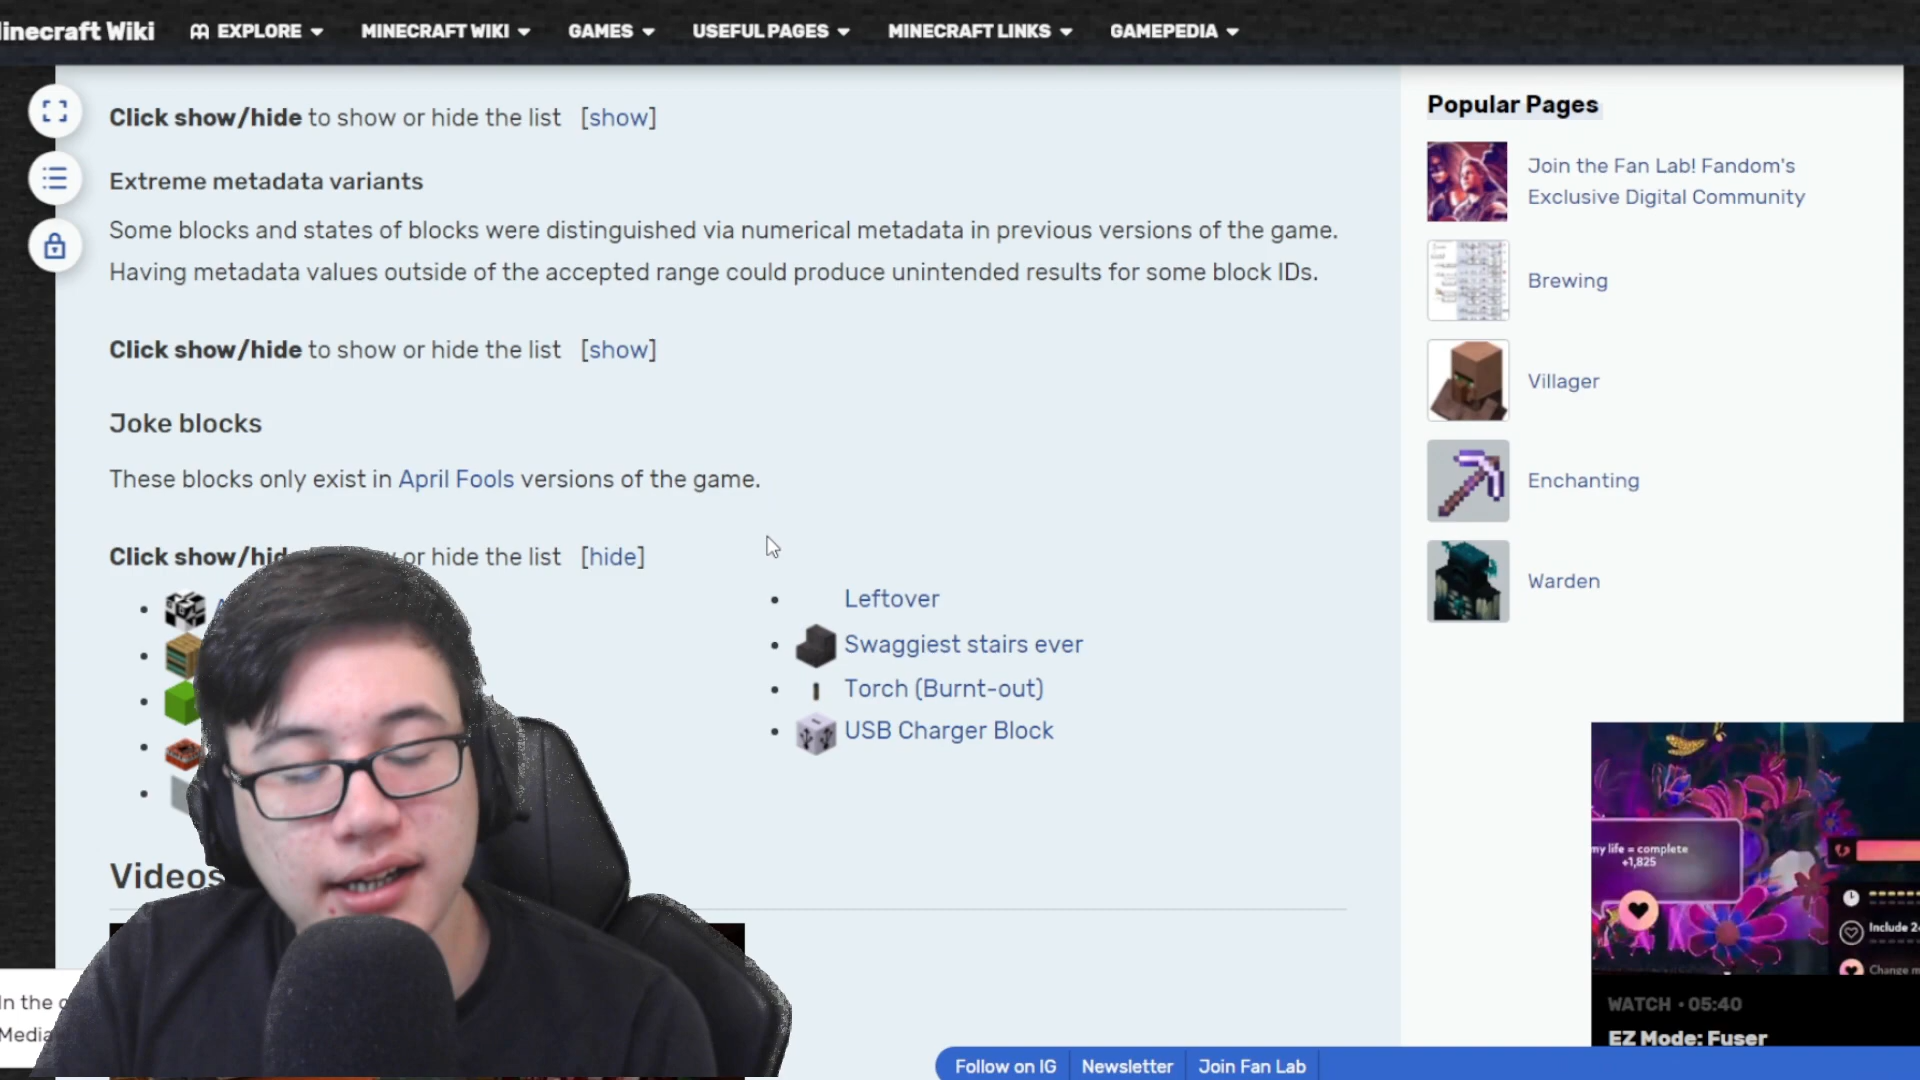 inecraft Wiki
EXPLORE
MINECRAFT WIKI
GAMES
USEFUL PAGES
MINECRAFT LINKS
GAMEPEDIA
Click show/hide to show or hide the list [show]
Extreme metadata variants
Some blocks and states of blocks were distinguished via numerical metadata in previous versions of the game.
Having metadata values outside of the accepted range could produce unintended results for some block IDs.
Click show/hide to show or hide the list [show]
Joke blocks
These blocks only exist in April Fools versions of the game.
Click show/hid or hide the list [hide]
Leftover
Swaggiest stairs ever
Torch (Burnt-out)
USB Charger Block
Videos
In the o
Media
Popular Pages
Join the Fan Lab! Fandom's
Exclusive Digital Community
Brewing
Villager
Enchanting
Warden
my life = complete
+1,825
Include 2
Change m
WATCH • 05:40
EZ Mode: Fuser
Follow on IG
Newsletter
Join Fan Lab